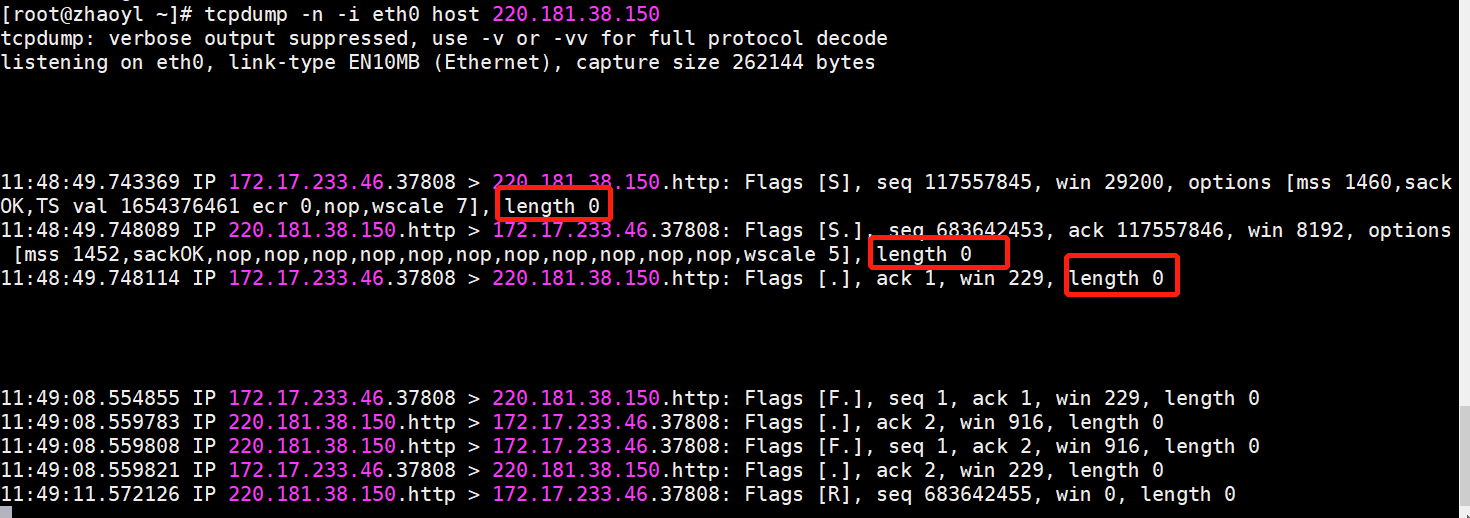 [root@zhaoyl ~]# tcpdump -n -i eth0 host 220.181.38.150
tcpdump: verbose output suppressed, use -v or -vv for full protocol decode
listening on eth0, link-type EN10MB (Ethernet), capture size 262144 bytes
11:48:49.743369 IP 172.17.233.46.37808 > 220.181.38.150.http: Flags [S], seq 117557845, win 29200, options [mss 1460,sack
OK,TS val 1654376461 ecr 0,nop,wscale 7], length 0
11:48:49.748089 IP 220.181.38.150.http > 172.17.233.46.37808: Flags [S.], seq 683642453, ack 117557846, win 8192, options
[mss 1452,sackOK,nop,nop,nop,nop,nop,nop,nop,nop,nop,nop,nop,wscale 5], length 0
11:48:49.748114 IP 172.17.233.46.37808 > 220.181.38.150.http: Flags [.], ack 1, win 229, length 0
11:49:08.554855 IP 172.17.233.46.37808 > 220.181.38.150.http: Flags [F.], seq 1, ack 1, win 229, length 0
11:49:08.559783 IP 220.181.38.150.http > 172.17.233.46.37808: Flags [.], ack 2, win 916, length 0
11:49:08.559808 IP 220.181.38.150.http > 172.17.233.46.37808: Flags [F.], seq 1, ack 2, win 916, length 0
11:49:08.559821 IP 172.17.233.46.37808 > 220.181.38.150.http: Flags [.], ack 2, win 229, length 0
11:49:11.572126 IP 220.181.38.150.http > 172.17.233.46.37808: Flags [R], seq 683642455, win 0, length 0